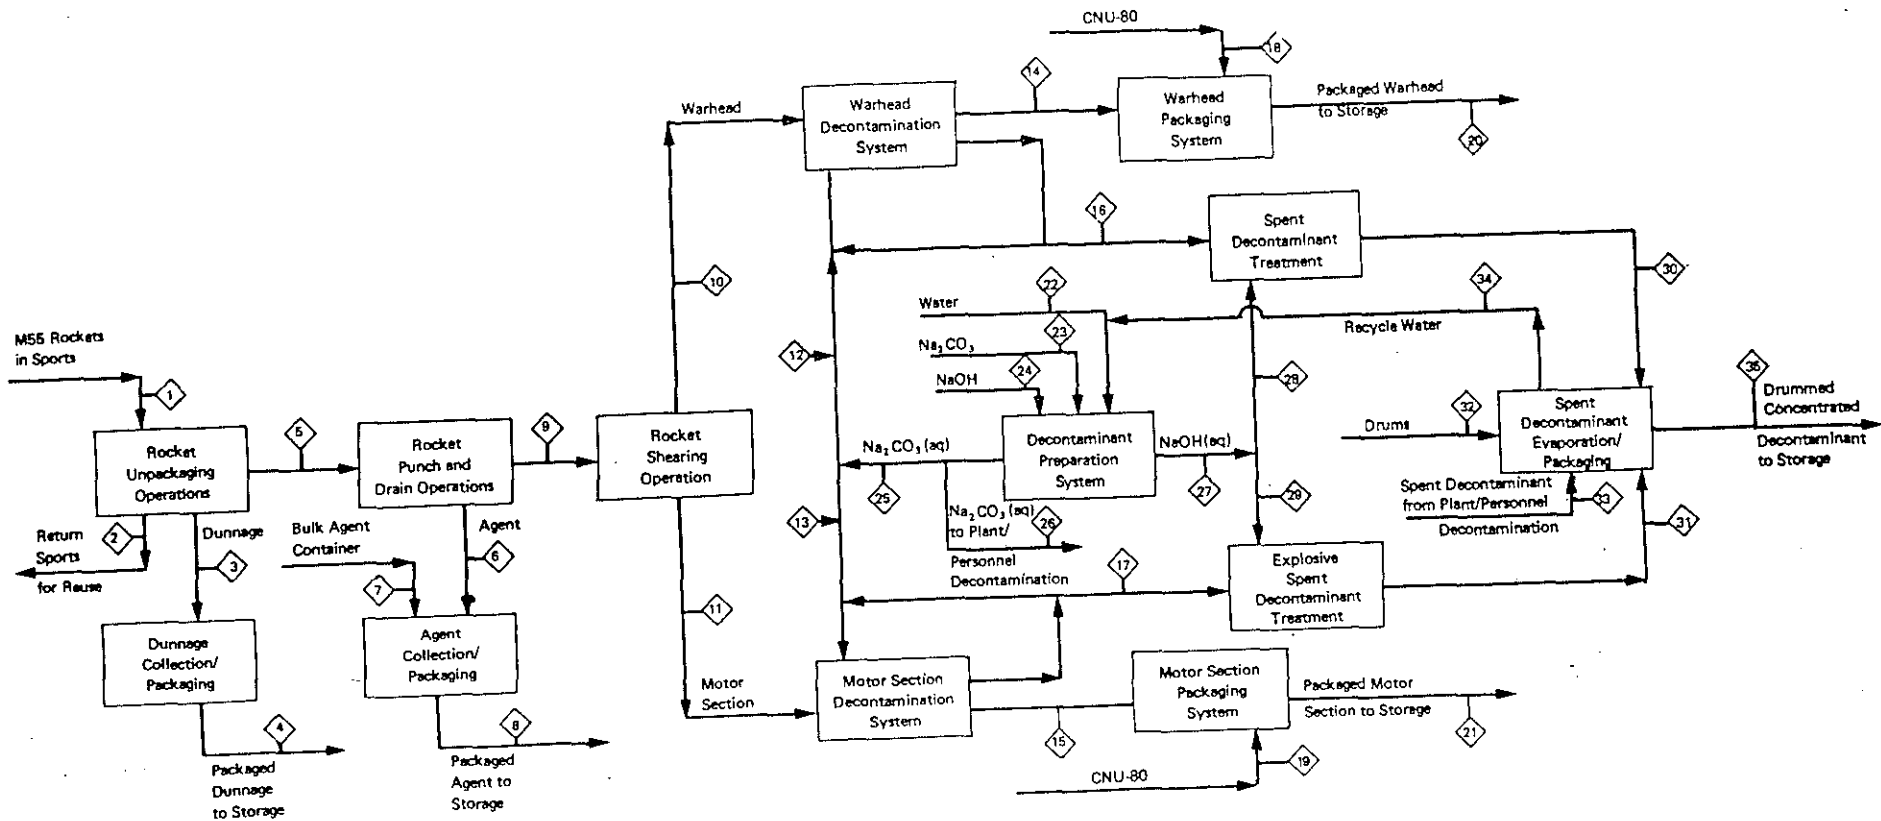 CNU-80
18
14
Warhead
Warhead
Decontamination
System
Warhead
Packaging
System
Packaged Warhead
to Storage
20
16
Spent
Decontaminant
Treatment
10
22
34
30
Water
23
Recycle Water
M55 Rockets
in Sports
12
Na₂CO₃
24
NaOH
28
35
1
Drummed
Concentrated
Decontaminant
to Storage
5
9
32
Drums
Spent
Decontaminant
Evaporation/
Packaging
Rocket
Unpackaging
Operations
Rocket
Punch and
Drain Operations
Rocket
Shearing
Operation
Na₂CO₃ (aq)
25
Decontaminant
Preparation
System
NaOH(aq)
27
29
Spent Decontaminant
from Plant/Personnel
Decontamination
33
31
Return
Sports
for Reuse
2
Dunnage
3
Bulk Agent
Container
7
Agent
6
13
Na₂CO₃ (aq)
to Plant/
Personnel
Decontamination
26
17
Explosive
Spent
Decontaminant
Treatment
11
Dunnage
Collection/
Packaging
Agent
Collection/
Packaging
Motor
Section
Motor Section
Decontamination
System
Motor Section
Packaging
System
Packaged Motor
Section to Storage
4
8
15
21
19
Packaged
Dunnage
to Storage
Packaged
Agent to
Storage
CNU-80